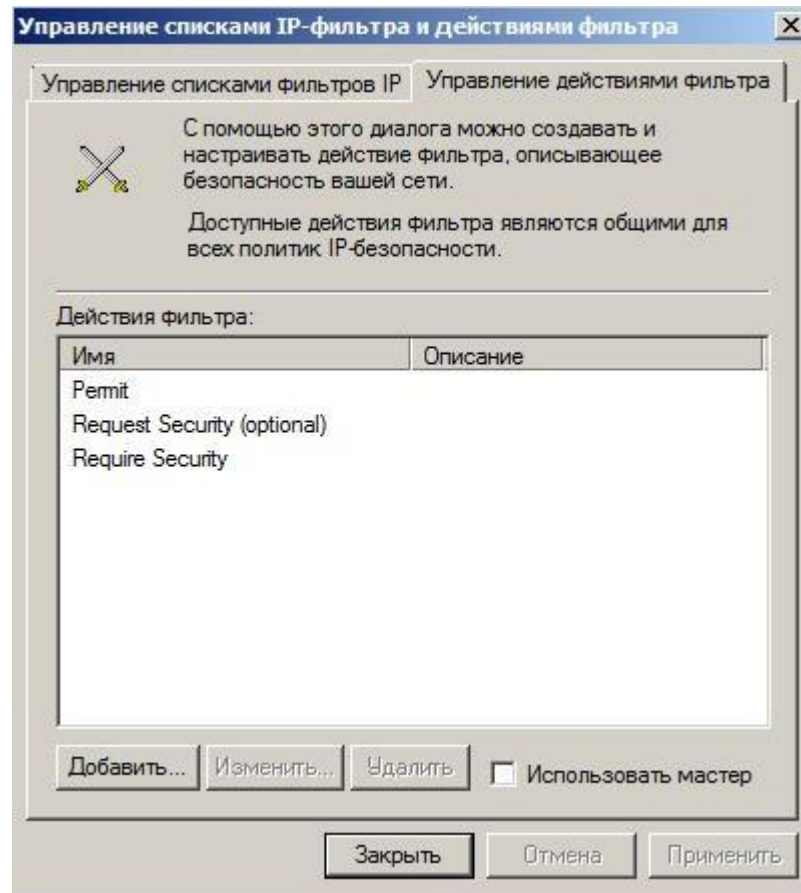 Управление списками IP-фильтра и действиями фильтра
Управление списками фильтров IP
Управление действиями фильтра
С помощью этого диалога можно создавать и
настраивать действие фильтра, описывающее
безопасность вашей сети.
Доступные действия фильтра являются общими для
всех политик IP-безопасности.
Действия фильтра:
Имя
Описание
Permit
Request Security (optional)
Require Security
Добавить...
Изменить...
Удалить
Использовать мастер
Закрыть
Отмена
Применить